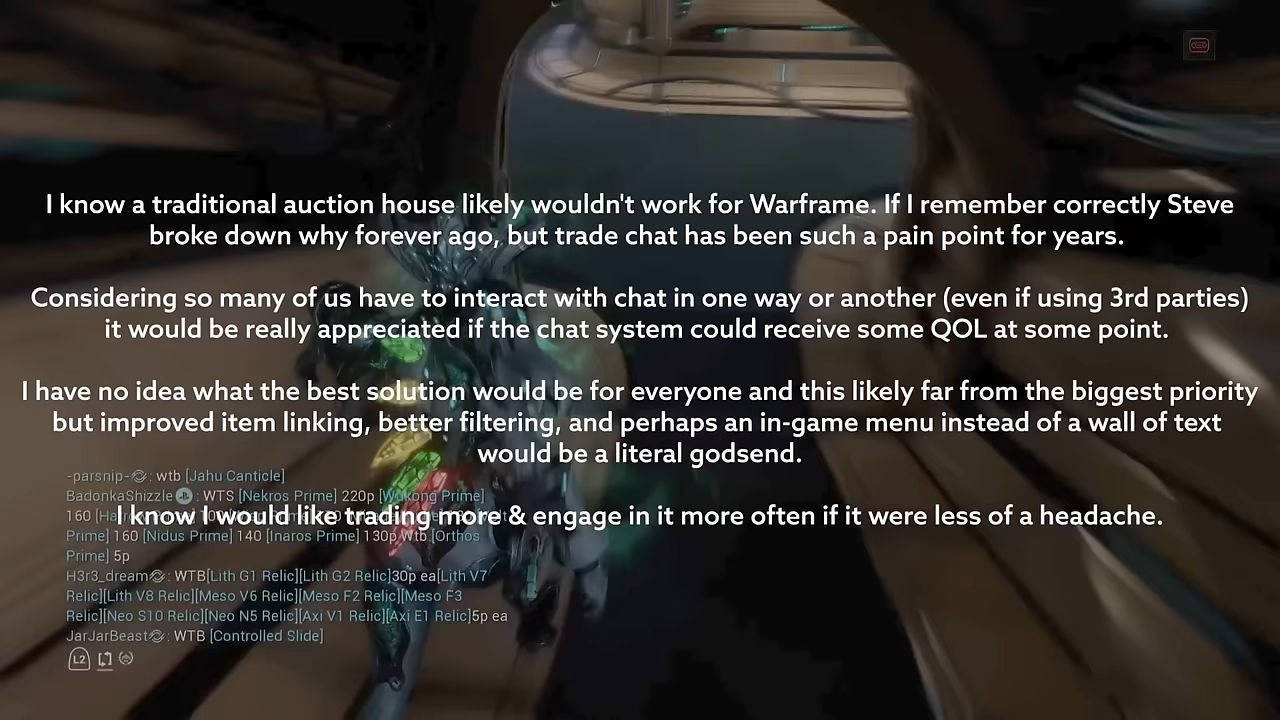 I know a traditional auction house likely wouldn't work for Warframe. If I remember correctly Steve
broke down why forever ago, but trade chat has been such a pain point for years.
Considering so many of us have to interact with chat in one way or another (even if using 3rd parties)
it would be really appreciated if the chat system could receive some QOL at some point.
I have no idea what the best solution would be for everyone and this likely far from the biggest priority
but improved item linking, better filtering, and perhaps an in-game menu instead of a wall of text
would be a literal godsend.
I know I would like trading more & engage in it more often if it were less of a headache.
-parsnip-: wtb [Jahu Canticle]
BadonkaShizzle: WTS [Nekros Prime] 220p [Wukong Prime]
160
Prime] 160 [Nidus Prime] 140 [Inaros Prime] 130p Wtb [Orthos
Prime] 5p
H3r3_dream: WTB[Lith G1 Relic][Lith G2 Relic]30p ea[Lith V7
Relic][Lith V8 Relic][Meso V6 Relic][Meso F2 Relic][Meso F3
Relic][Neo S10 Relic][Neo N5 Relic][Axi V1 Relic][Axi E1 Relic]5p ea
JarJarBeast: WTB [Controlled Slide]
L2